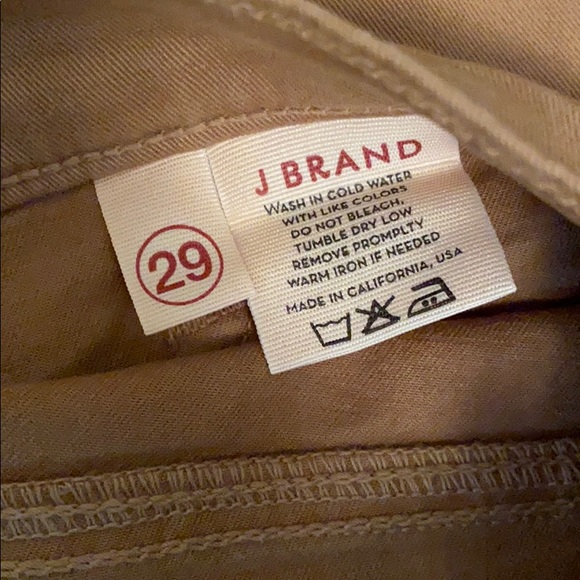 29
J BRAND
WASH IN COLD WATER
WITH LIKE COLORS
DO NOT BLEACH,
TUMBLE DRY LOW
REMOVE PROMPTLY
WARM IRON IF NEEDED
MADE IN CALIFORNIA, USA